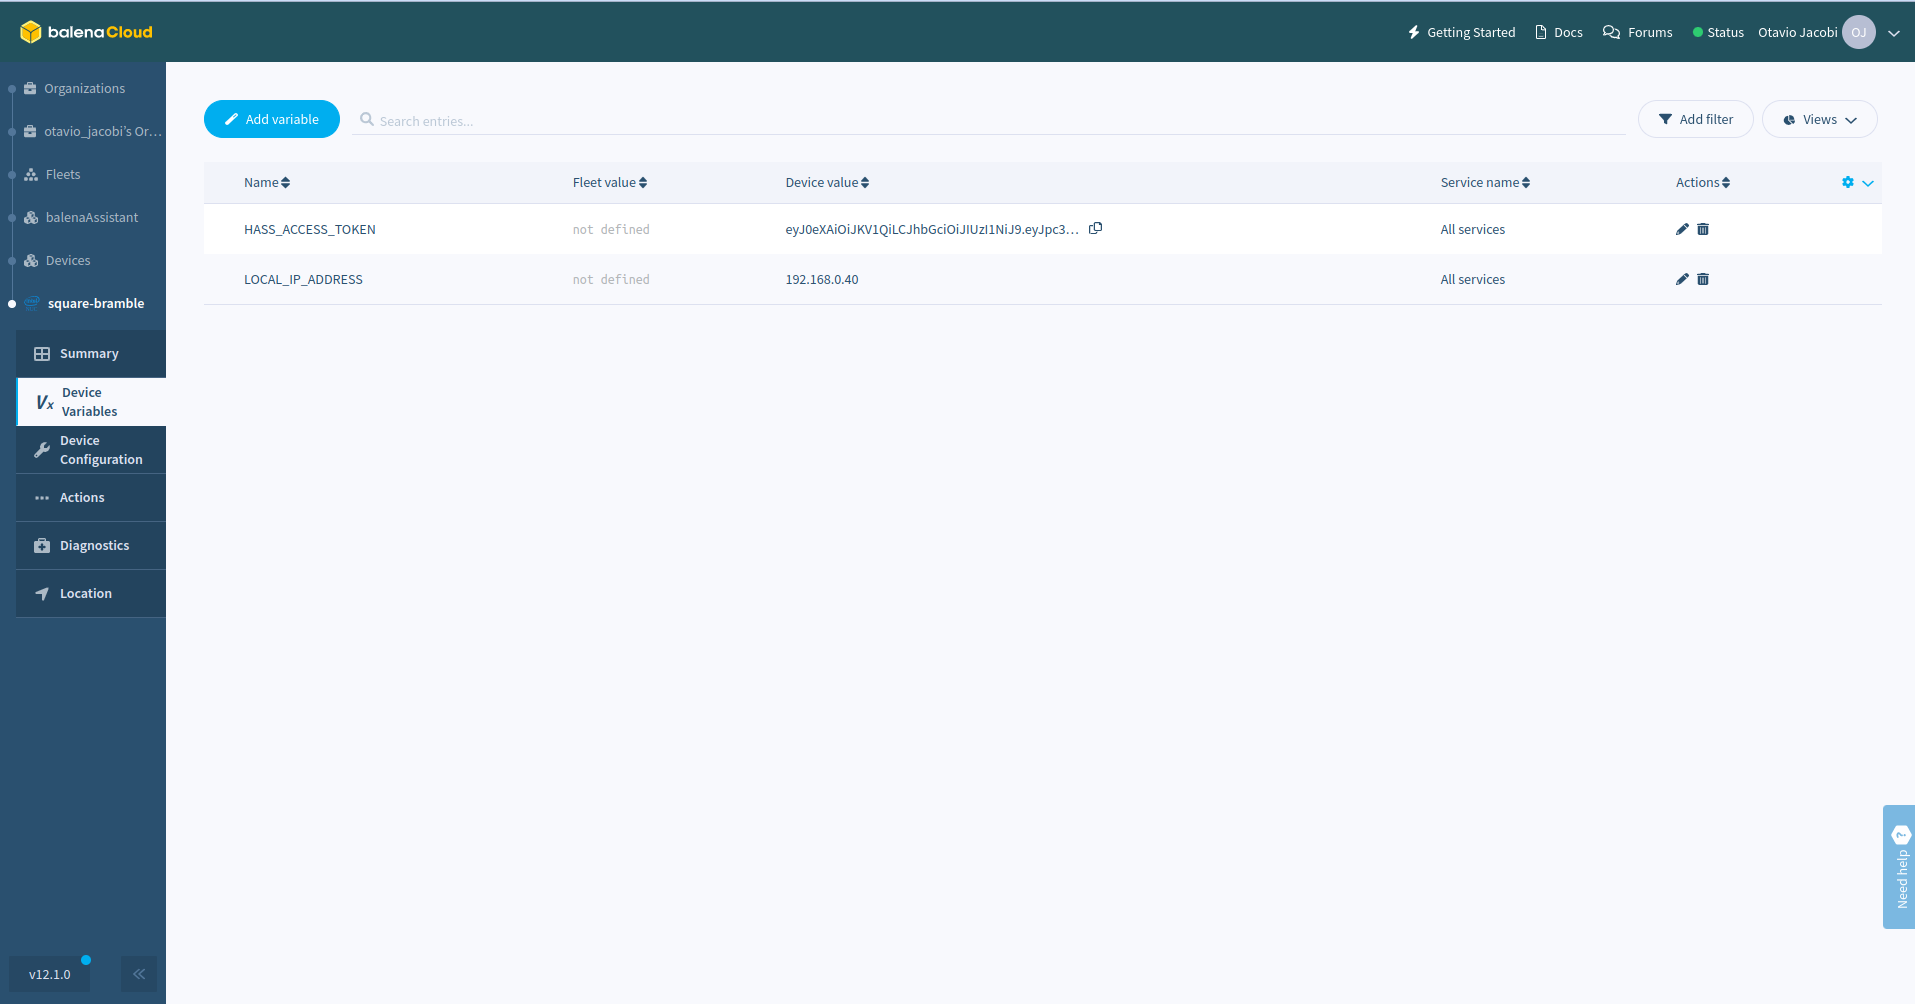 balenaCloud
Getting Started
Docs
Forums
Status
Otavio Jacobi
OJ
Organizations
otavio_jacobi's Or...
Fleets
balenaAssistant
Devices
square-bramble
Summary
Vx
Device
Variables
Device
Configuration
Actions
Diagnostics
Location
v12.1.0
Add variable
Search entries...
Add filter
Views
Name Fleet value Device value Service name Actions
HASS_ACCESS_TOKEN not defined eyJ0eXAiOiJKV1QiLCJhbGciOiJIUzI1NiJ9.eyJpc3... All services
LOCAL_IP_ADDRESS not defined 192.168.0.40 All services
Need help ?